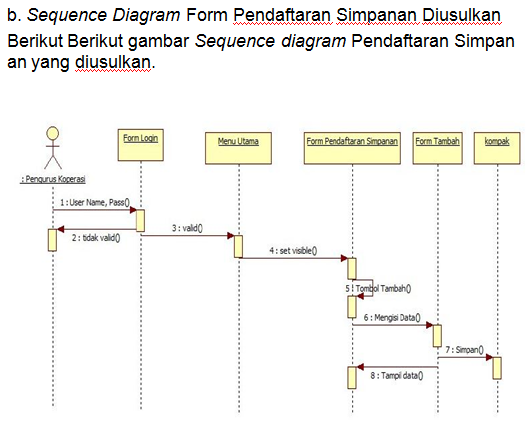 b. Sequence Diagram Form Pendaftaran Simpanan Diusulkan
Berikut Berikut gambar Sequence diagram Pendaftaran Simpan
an yang diusulkan.
Form Login
Menu Utama
Form Pendaftaran Simpanan
Form Tambah
kompak
: Pengurus Koperasi
1 : User Name, Pass()
2 : tidak valid()
3 : valid()
4 : set visible()
5 : Tombol Tambah()
6 : Mengisi Data()
7 : Simpan()
8 : Tampi data()